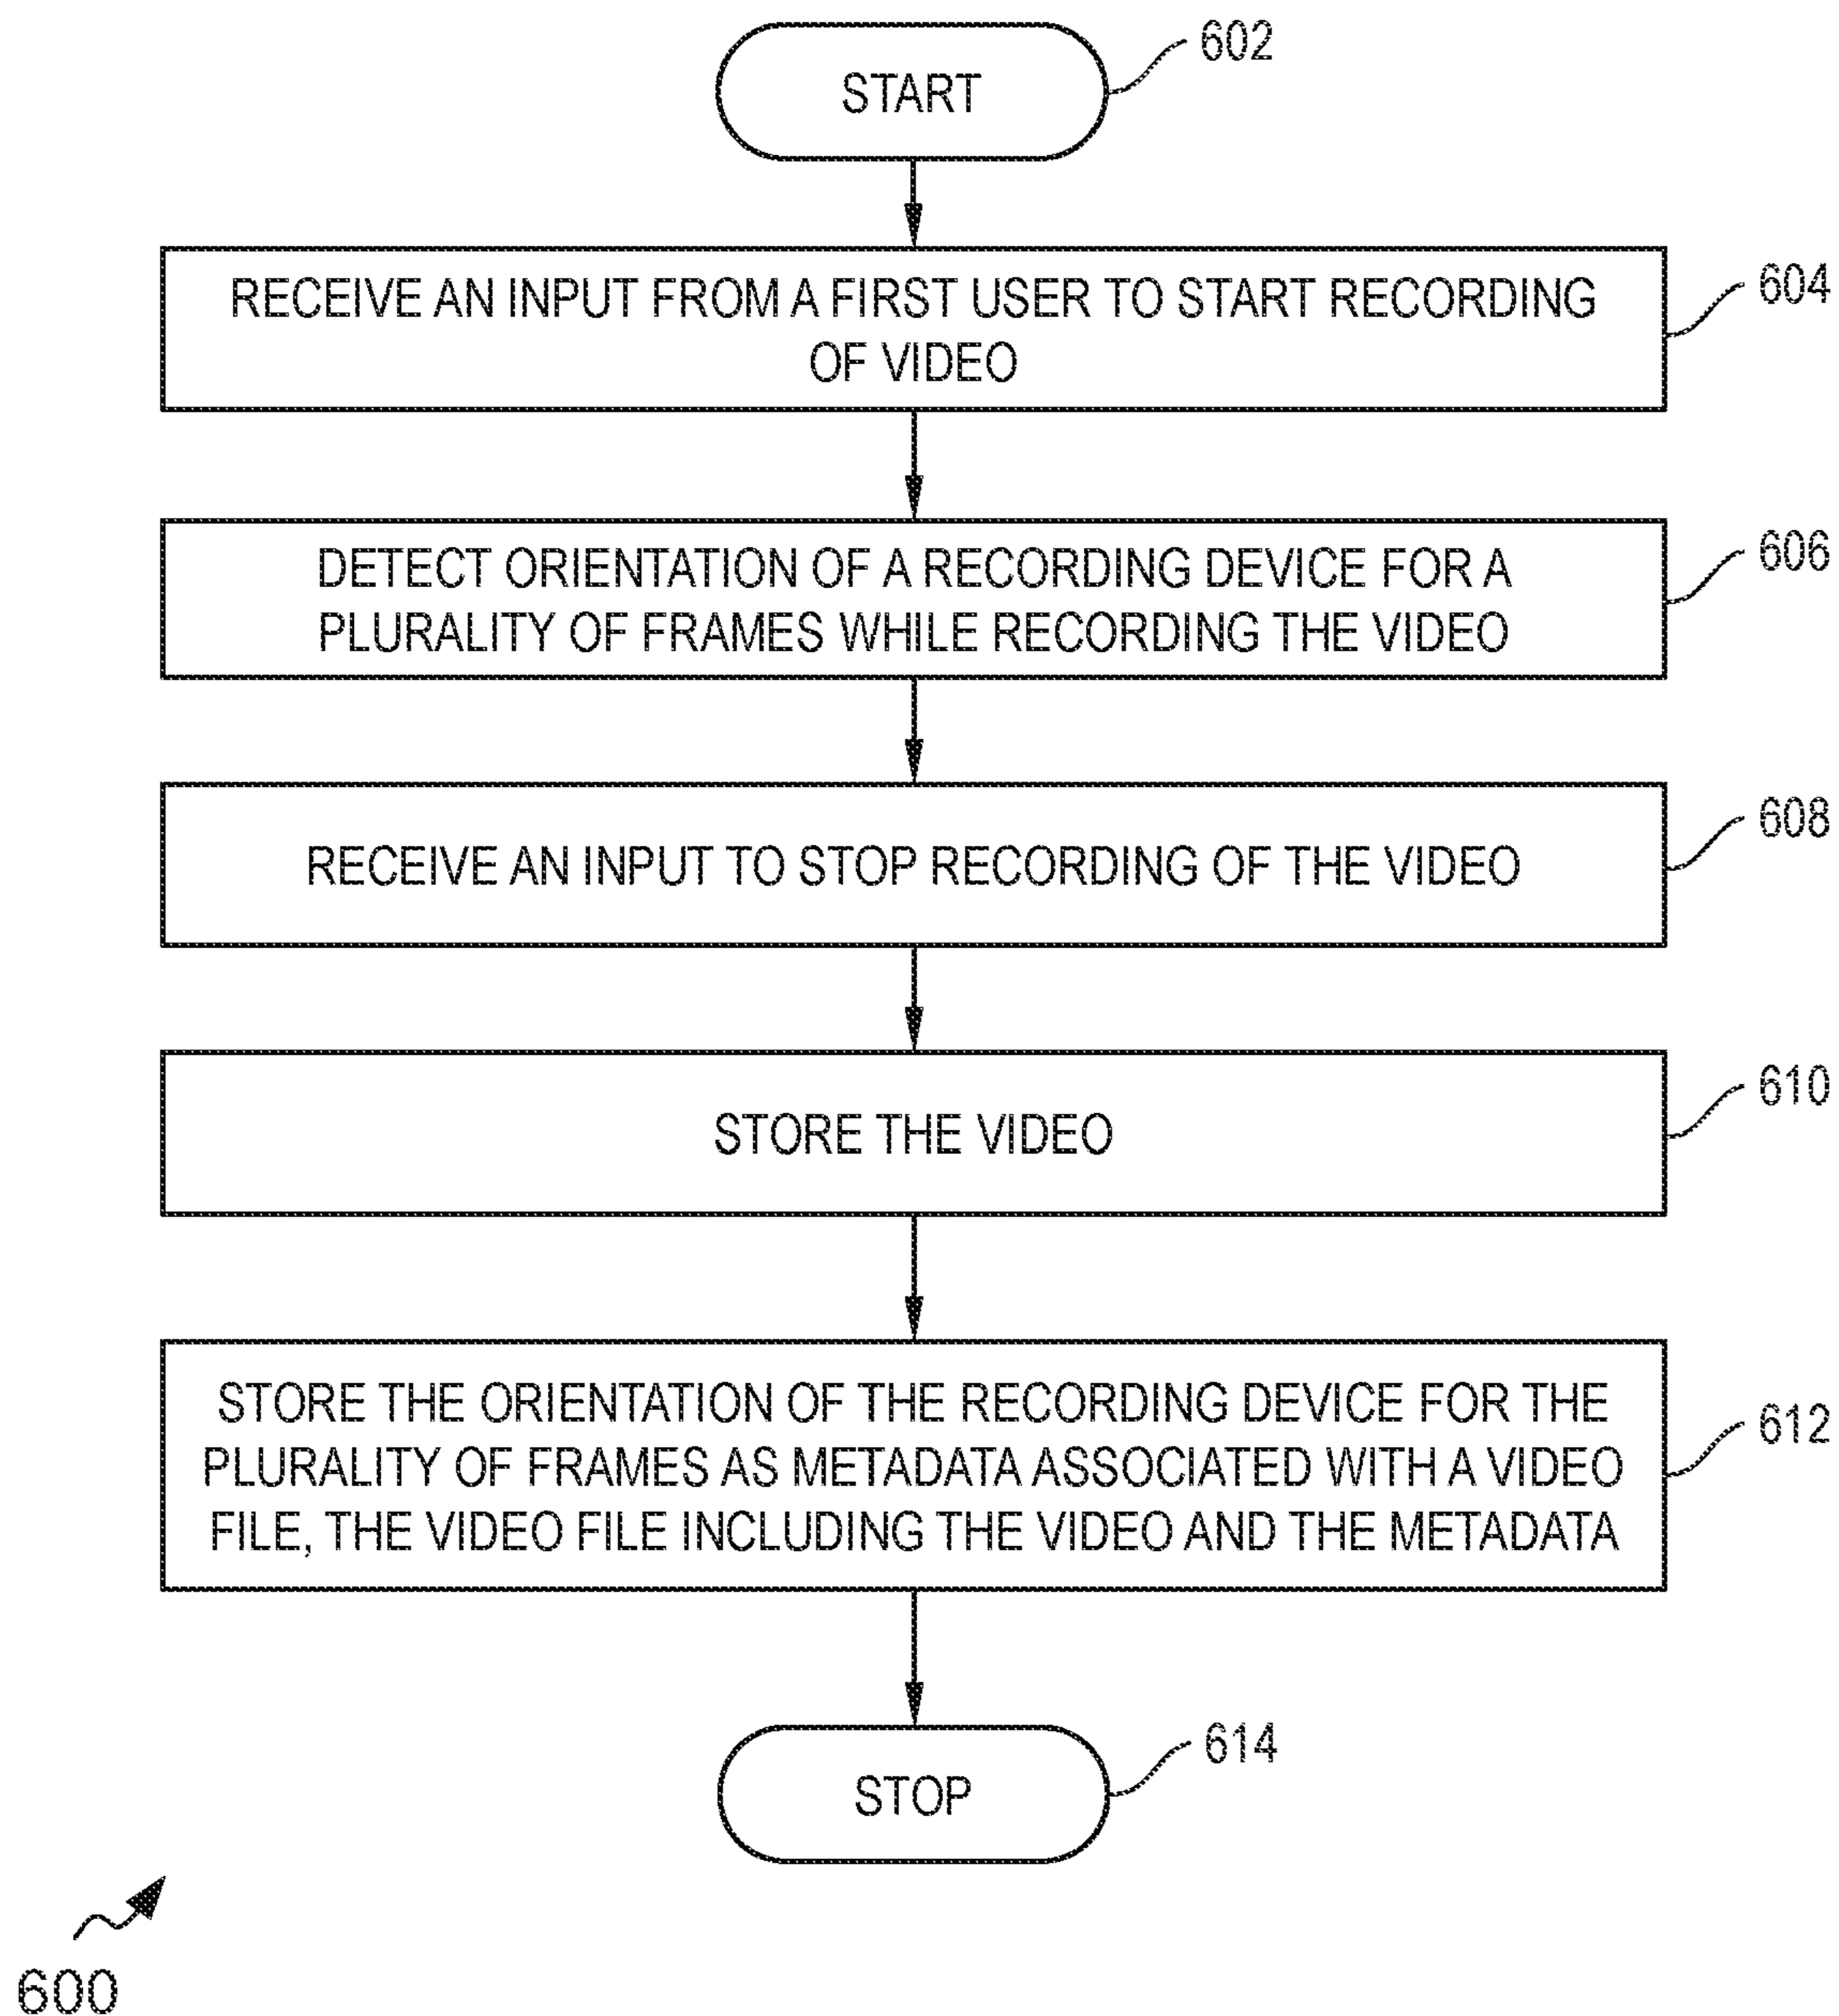 START
602
RECEIVE AN INPUT FROM A FIRST USER TO START RECORDING
OF VIDEO
604
DETECT ORIENTATION OF A RECORDING DEVICE FOR A
PLURALITY OF FRAMES WHILE RECORDING THE VIDEO
606
RECEIVE AN INPUT TO STOP RECORDING OF THE VIDEO
608
STORE THE VIDEO
610
STORE THE ORIENTATION OF THE RECORDING DEVICE FOR THE
PLURALITY OF FRAMES AS METADATA ASSOCIATED WITH A VIDEO
FILE, THE VIDEO FILE INCLUDING THE VIDEO AND THE METADATA
612
STOP
614
600